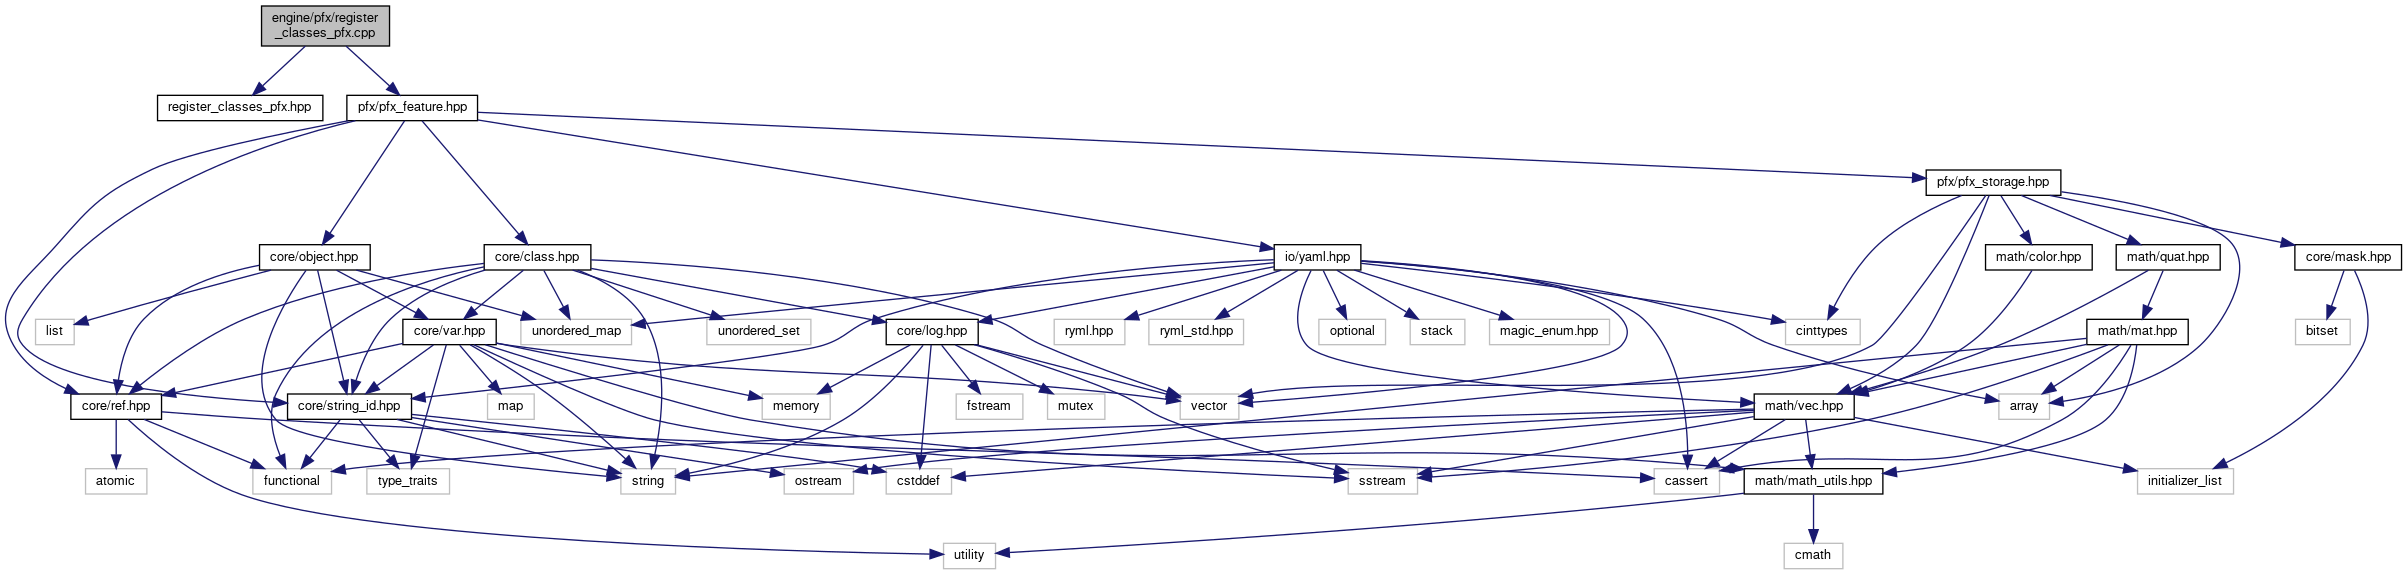 engine/pfx/register
_classes_pfx.cpp
register_classes_pfx.hpp
pfx/pfx_feature.hpp
pfx/pfx_storage.hpp
core/object.hpp
core/class.hpp
io/yaml.hpp
math/color.hpp
math/quat.hpp
core/mask.hpp
list
core/var.hpp
unordered_map
unordered_set
core/log.hpp
ryml.hpp
ryml_std.hpp
optional
stack
magic_enum.hpp
cinttypes
math/mat.hpp
bitset
core/ref.hpp
core/string_id.hpp
map
memory
fstream
mutex
vector
math/vec.hpp
array
atomic
functional
type_traits
string
ostream
cstddef
sstream
cassert
math/math_utils.hpp
initializer_list
utility
cmath